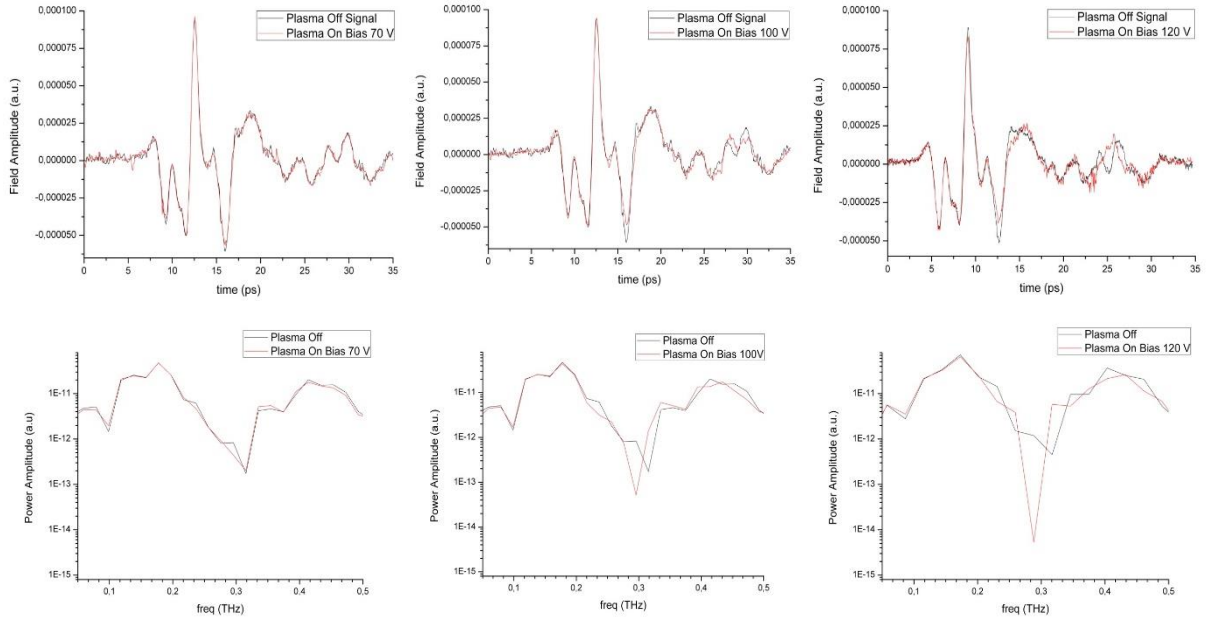 Plasma Off Signal
Plasma On Bias 70 V
0,000100
0,000075
0,000050
0,000025
0,000000
-0,000025
-0,000050
Field Amplitude (a.u.)
0 5 10 15 20 25 30 35
time (ps)
Plasma Off Signal
Plasma On Bias 100 V
0,000100
0,000075
0,000050
0,000025
0,000000
-0,000025
-0,000050
Field Amplitude (a.u.)
0 5 10 15 20 25 30 35
time (ps)
Plasma Off Signal
Plasma On Bias 120 V
0,000100
0,000075
0,000050
0,000025
0,000000
-0,000025
-0,000050
Field Amplitude (a.u.)
0 5 10 15 20 25 30 35
time (ps)
Plasma Off
Plasma On Bias 70 V
1E-11
1E-12
1E-13
1E-14
1E-15
Power Amplitude (a.u)
0,1 0,2 0,3 0,4 0,5
freq (THz)
Plasma Off
Plasma On Bias 100V
1E-11
1E-12
1E-13
1E-14
1E-15
Power Amplitude (a.u.)
0,1 0,2 0,3 0,4 0,5
freq (THz)
Plasma Off
Plasma On Bias 120 V
1E-11
1E-12
1E-13
1E-14
1E-15
Power Amplitude (a.u.)
0,1 0,2 0,3 0,4 0,5
freq (THz)